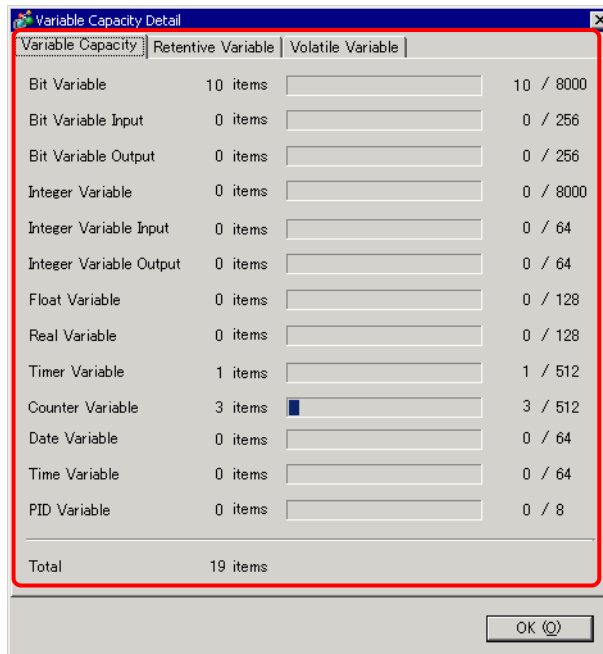 Variable Capacity Detail
Variable Capacity Retentive Variable Volatile Variable
Bit Variable 10 items 10 / 8000
Bit Variable Input 0 items 0 / 256
Bit Variable Output 0 items 0 / 256
Integer Variable 0 items 0 / 8000
Integer Variable Input 0 items 0 / 64
Integer Variable Output 0 items 0 / 64
Float Variable 0 items 0 / 128
Real Variable 0 items 0 / 128
Timer Variable 1 items 1 / 512
Counter Variable 3 items 3 / 512
Date Variable 0 items 0 / 64
Time Variable 0 items 0 / 64
PID Variable 0 items 0 / 8
Total 19 items
OK (O)